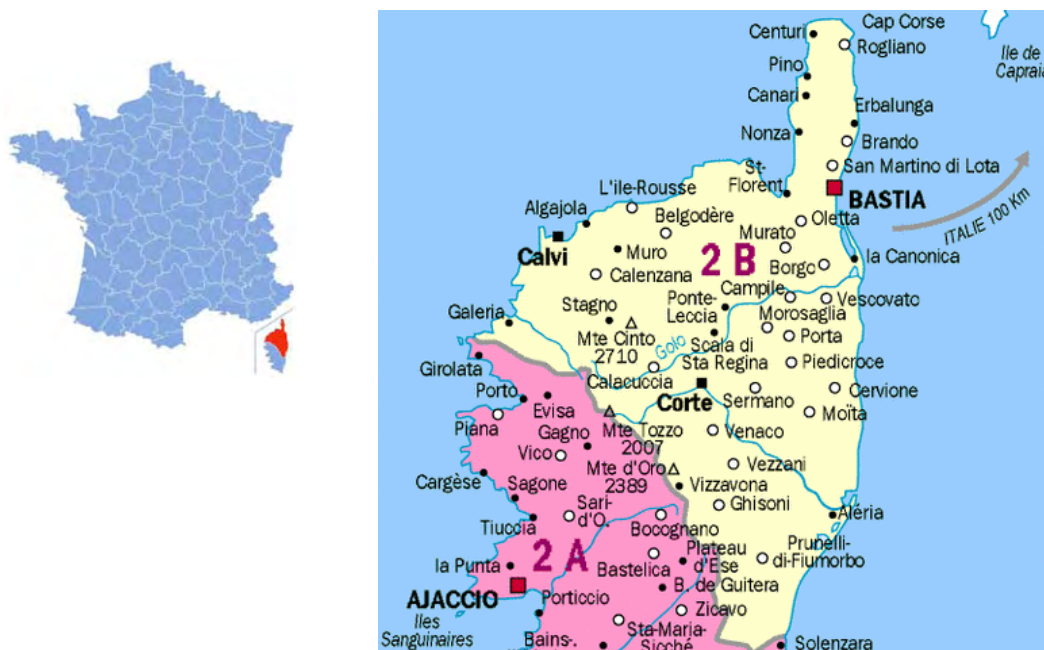 Centuri
Cap Corse
Rogliano
Ile de
Capraia
Pino
Canari
Erbalunga
Nonza
Brando
San Martino di Lota
St-
Florent
BASTIA
ITALIE 100 Km
L'ile-Rousse
Algajola
Belgodère
Oletta
Calvi
Muro
Murato
2 B
Borgo
la Canonica
Calenzana
Campile
Vescovato
Stagno
Ponte-
Leccia
Morosaglia
Galeria
Mte Cinto
2710
Golo
Scala di
Sta Regina
Porta
Piedicroce
Girolata
Calacuccia
Porto
Evisa
Corte
Sermano
Cervione
Moïta
Piana
Gagno
Mte Tozzo
2007
Venaco
Vico
Mte d'Oro
2389
Vezzani
Vizzavona
Cargèse
Sagone
Ghisoni
Sari-
d'O.
Aléria
Tiuccia
Bocognano
2 A
Plateau
d'Ese
Prunelli-
di-Fiumorbo
la Punta
Bastelica
B. de Guitera
AJACCIO
Porticcio
Zicavo
Iles
Sanguinaires
Sta-Maria-
Sicché
Bains-.
Solenzara